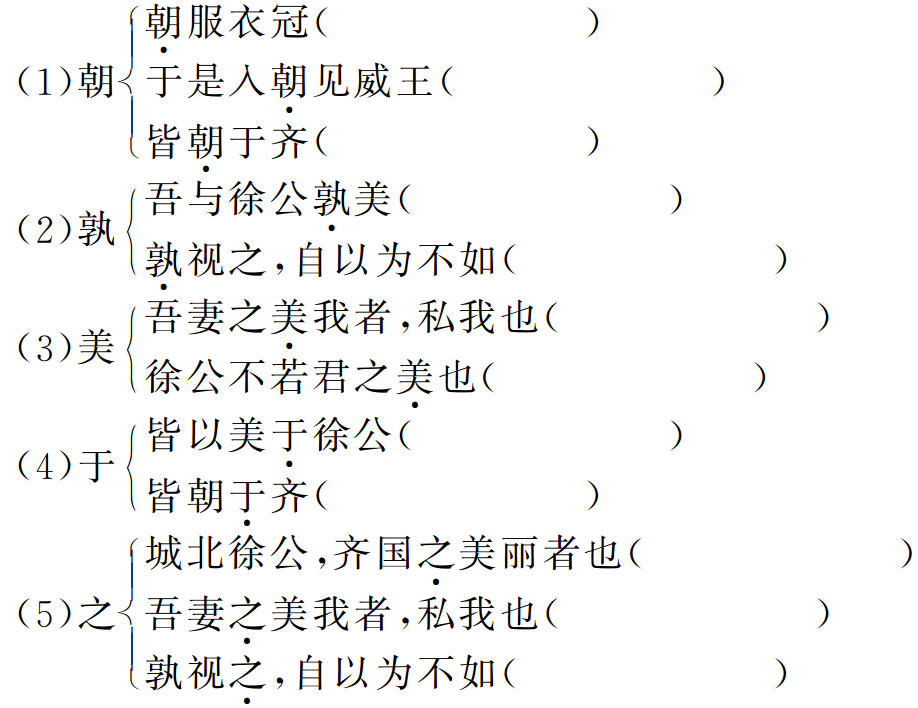 (1)朝
朝服衣冠(　　　)
于是入朝见威王(　　　)
皆朝于齐(　　　)
(2)孰
吾与徐公孰美(　　　)
孰视之,自以为不如(　　　)
(3)美
吾妻之美我者,私我也(　　　)
徐公不若君之美也(　　　)
(4)于
皆以美于徐公(　　　)
皆朝于齐(　　　)
(5)之
城北徐公,齐国之美丽者也(　　　)
吾妻之美我者,私我也(　　　)
孰视之,自以为不如(　　　)